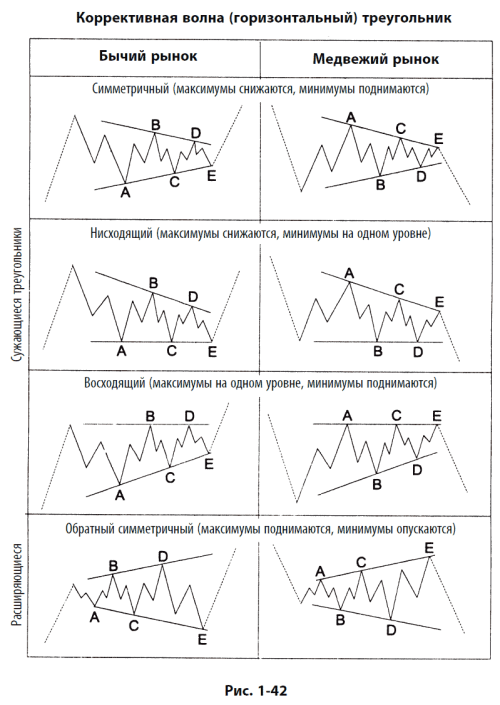 Коррективная волна (горизонтальный) треугольник
Бычий рынок
Медвежий рынок
Сужающиеся треугольники
Симметричный (максимумы снижаются, минимумы поднимаются)
B D
A C E
A C E
B D
Нисходящий (максимумы снижаются, минимумы на одном уровне)
B D
A C E
A C E
B D
Восходящий (максимумы на одном уровне, минимумы поднимаются)
B D
A C E
A C E
B D
Расширяющиеся
Обратный симметричный (максимумы поднимаются, минимумы опускаются)
B D
A C E
A C E
B D
Рис. 1-42